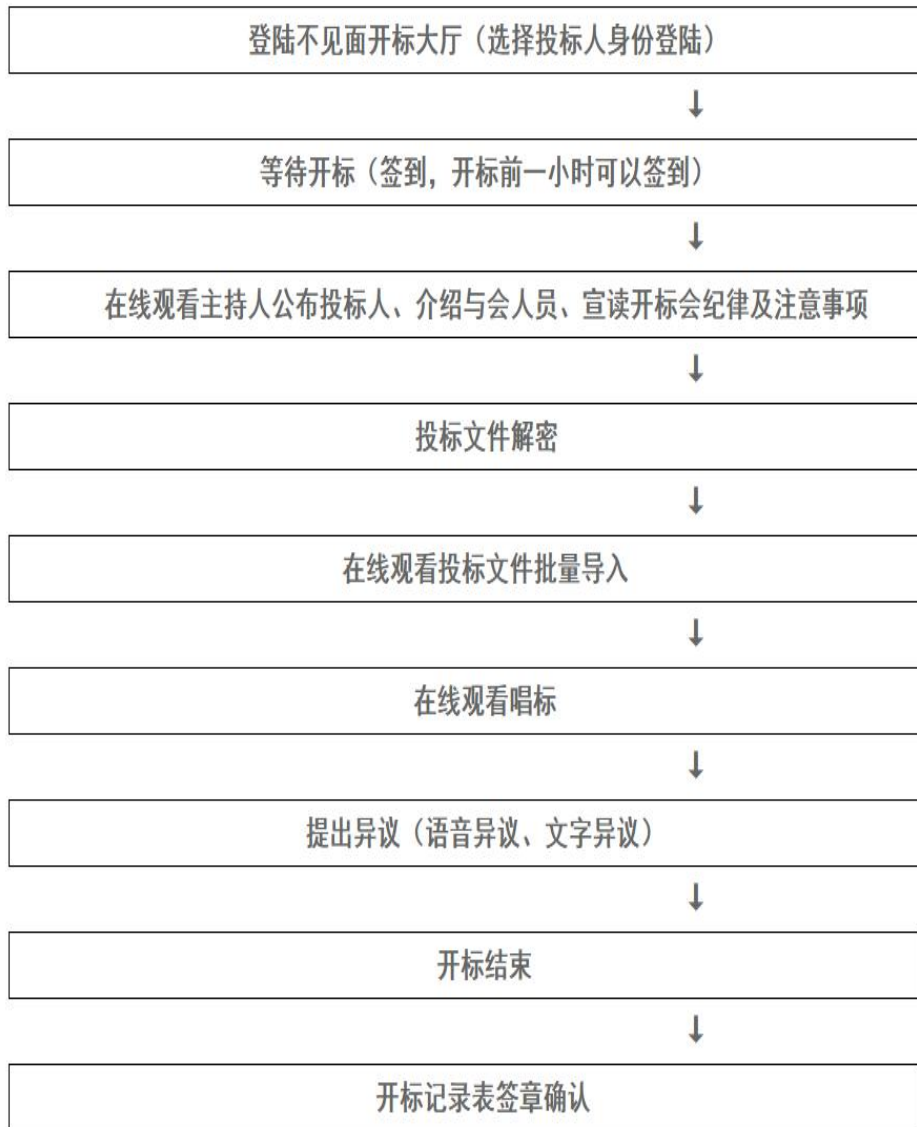 登陆不见面开标大厅（选择投标人身份登陆）
↓
等待开标（签到，开标前一小时可以签到）
↓
在线观看主持人公布投标人、介绍与会人员、宣读开标会纪律及注意事项
↓
投标文件解密
↓
在线观看投标文件批量导入
↓
在线观看唱标
↓
提出异议（语音异议、文字异议）
↓
开标结束
↓
开标记录表签章确认